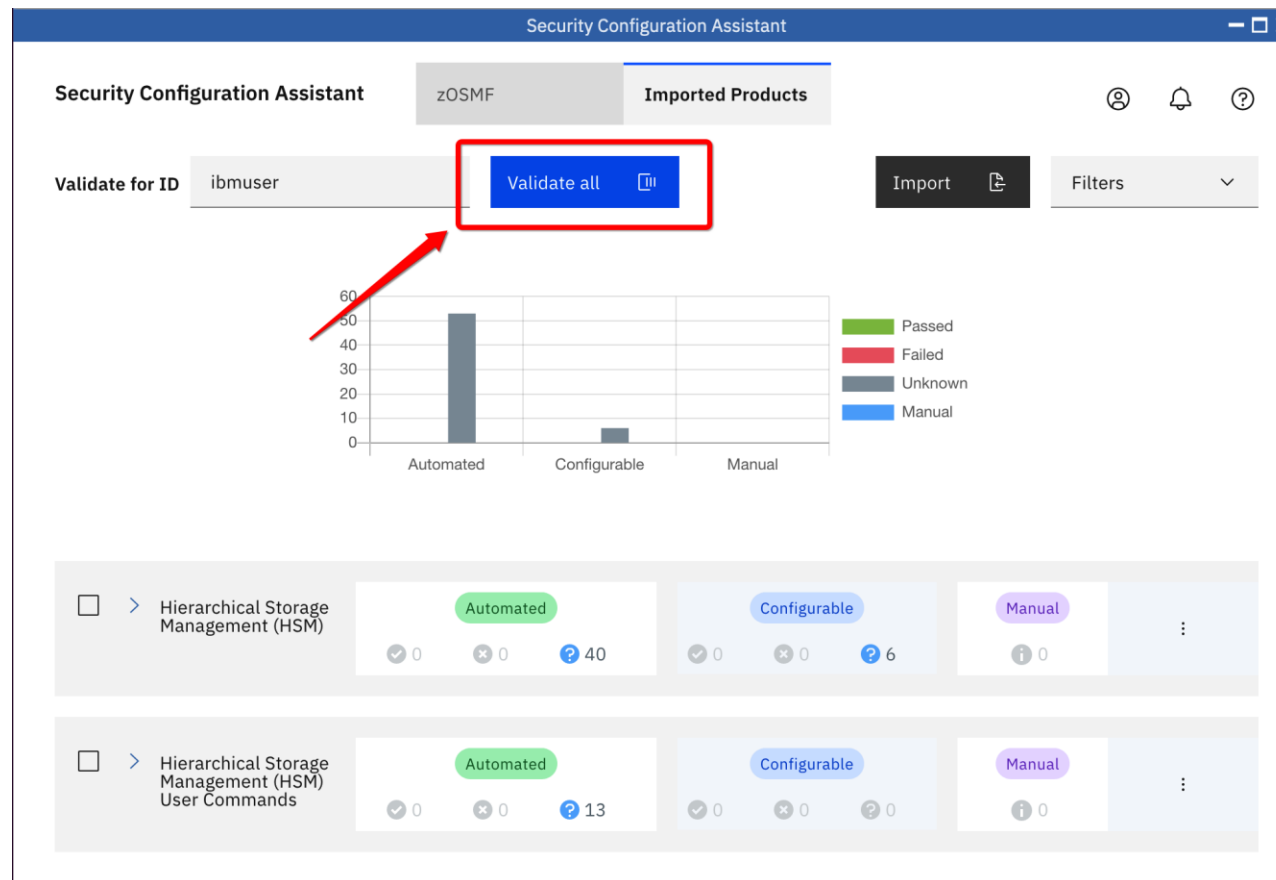 Security Configuration Assistant
Security Configuration Assistant
zOSMF
Imported Products
Validate for ID
ibmuser
Validate all
Import
Filters
60
50
40
30
20
10
0
Automated
Configurable
Manual
Passed
Failed
Unknown
Manual
Hierarchical Storage
Management (HSM)
Automated
0 0 40
Configurable
0 0 6
Manual
0
Hierarchical Storage
Management (HSM)
User Commands
Automated
0 0 13
Configurable
0 0 0
Manual
0